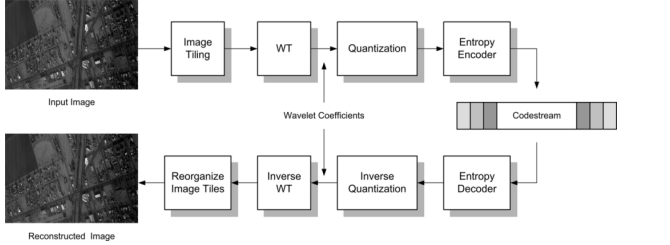 Image
Tiling
WT
Quantization
Entropy
Encoder
Input Image
Wavelet Coefficients
Codestream
Reorganize
Image Tiles
Inverse
WT
Inverse
Quantization
Entropy
Decoder
Reconstructed Image